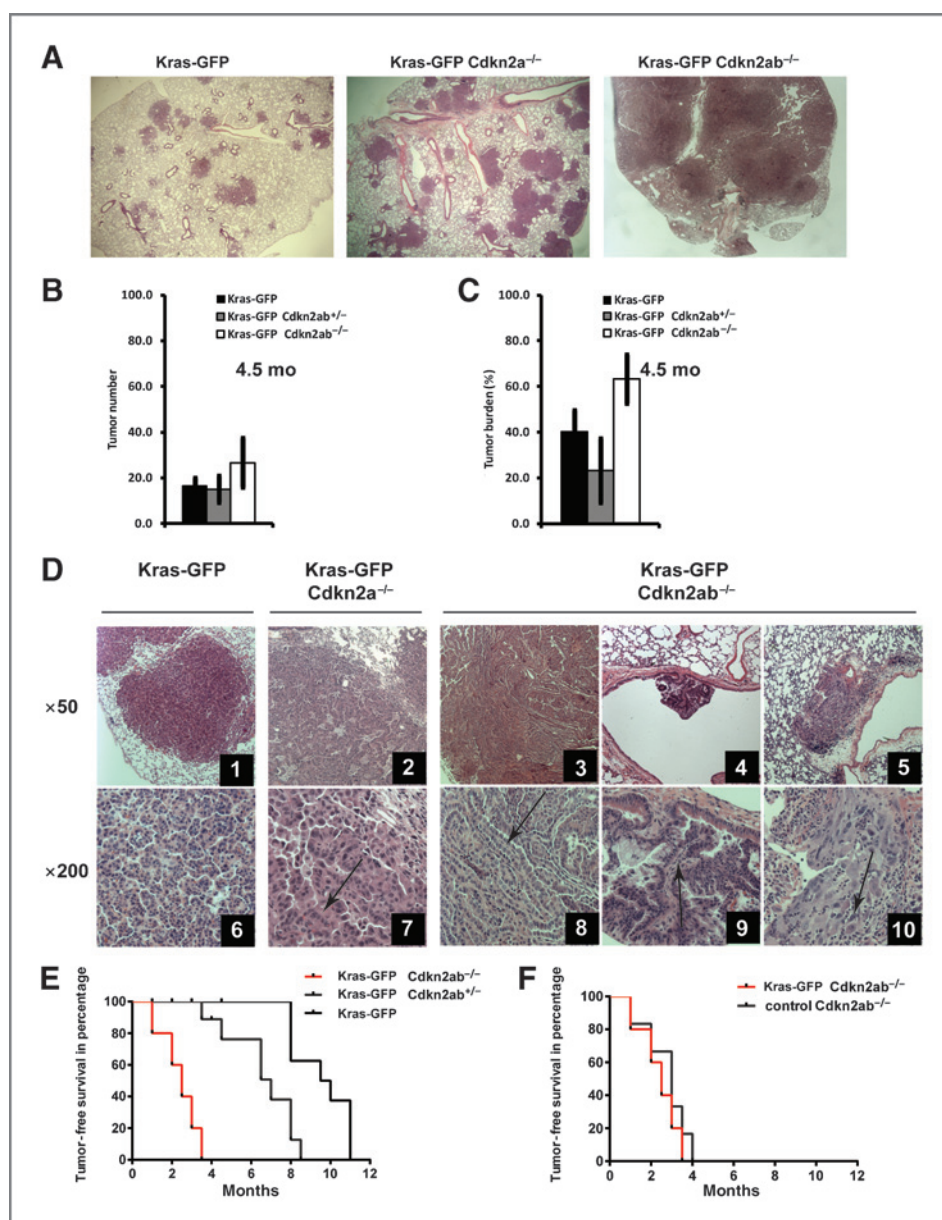 A
Kras-GFP
Kras-GFP Cdkn2a–/–
Kras-GFP Cdkn2ab–/–
B
100.0
80.0
60.0
40.0
20.0
0.0
Tumor number
Kras-GFP
Kras-GFP Cdkn2ab+/–
Kras-GFP Cdkn2ab–/–
4.5 mo
C
100.0
80.0
60.0
40.0
20.0
0.0
Tumor burden (%)
Kras-GFP
Kras-GFP Cdkn2ab+/–
Kras-GFP Cdkn2ab–/–
4.5 mo
D
Kras-GFP
Kras-GFP
Cdkn2a–/–
Kras-GFP
Cdkn2ab–/–
×50
1
2
3
4
5
×200
6
7
8
9
10
E
Kras-GFP Cdkn2ab–/–
Kras-GFP Cdkn2ab+/–
Kras-GFP
Tumor-free survival in percentage
100
80
60
40
20
0
0 2 4 6 8 10 12
Months
F
Kras-GFP Cdkn2ab–/–
control Cdkn2ab–/–
Tumor-free survival in percentage
100
80
60
40
20
0
0 2 4 6 8 10 12
Months